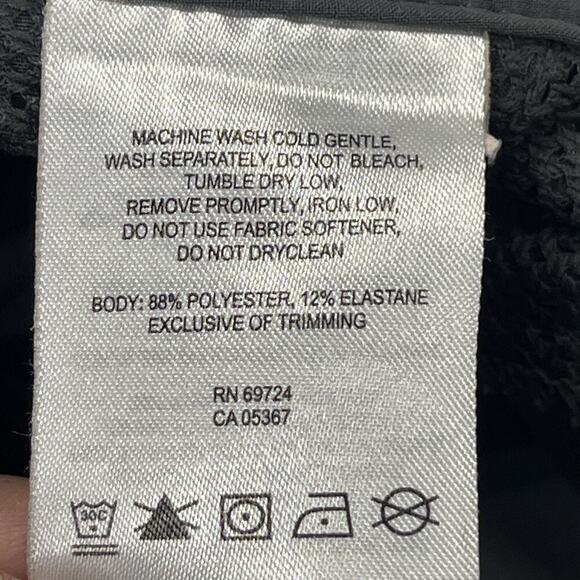 MACHINE WASH COLD GENTLE,
WASH SEPARATELY, DO NOT BLEACH,
TUMBLE DRY LOW,
REMOVE PROMPTLY, IRON LOW,
DO NOT USE FABRIC SOFTENER,
DO NOT DRYCLEAN
BODY: 88% POLYESTER, 12% ELASTANE
EXCLUSIVE OF TRIMMING
RN 69724
CA 05367
30C